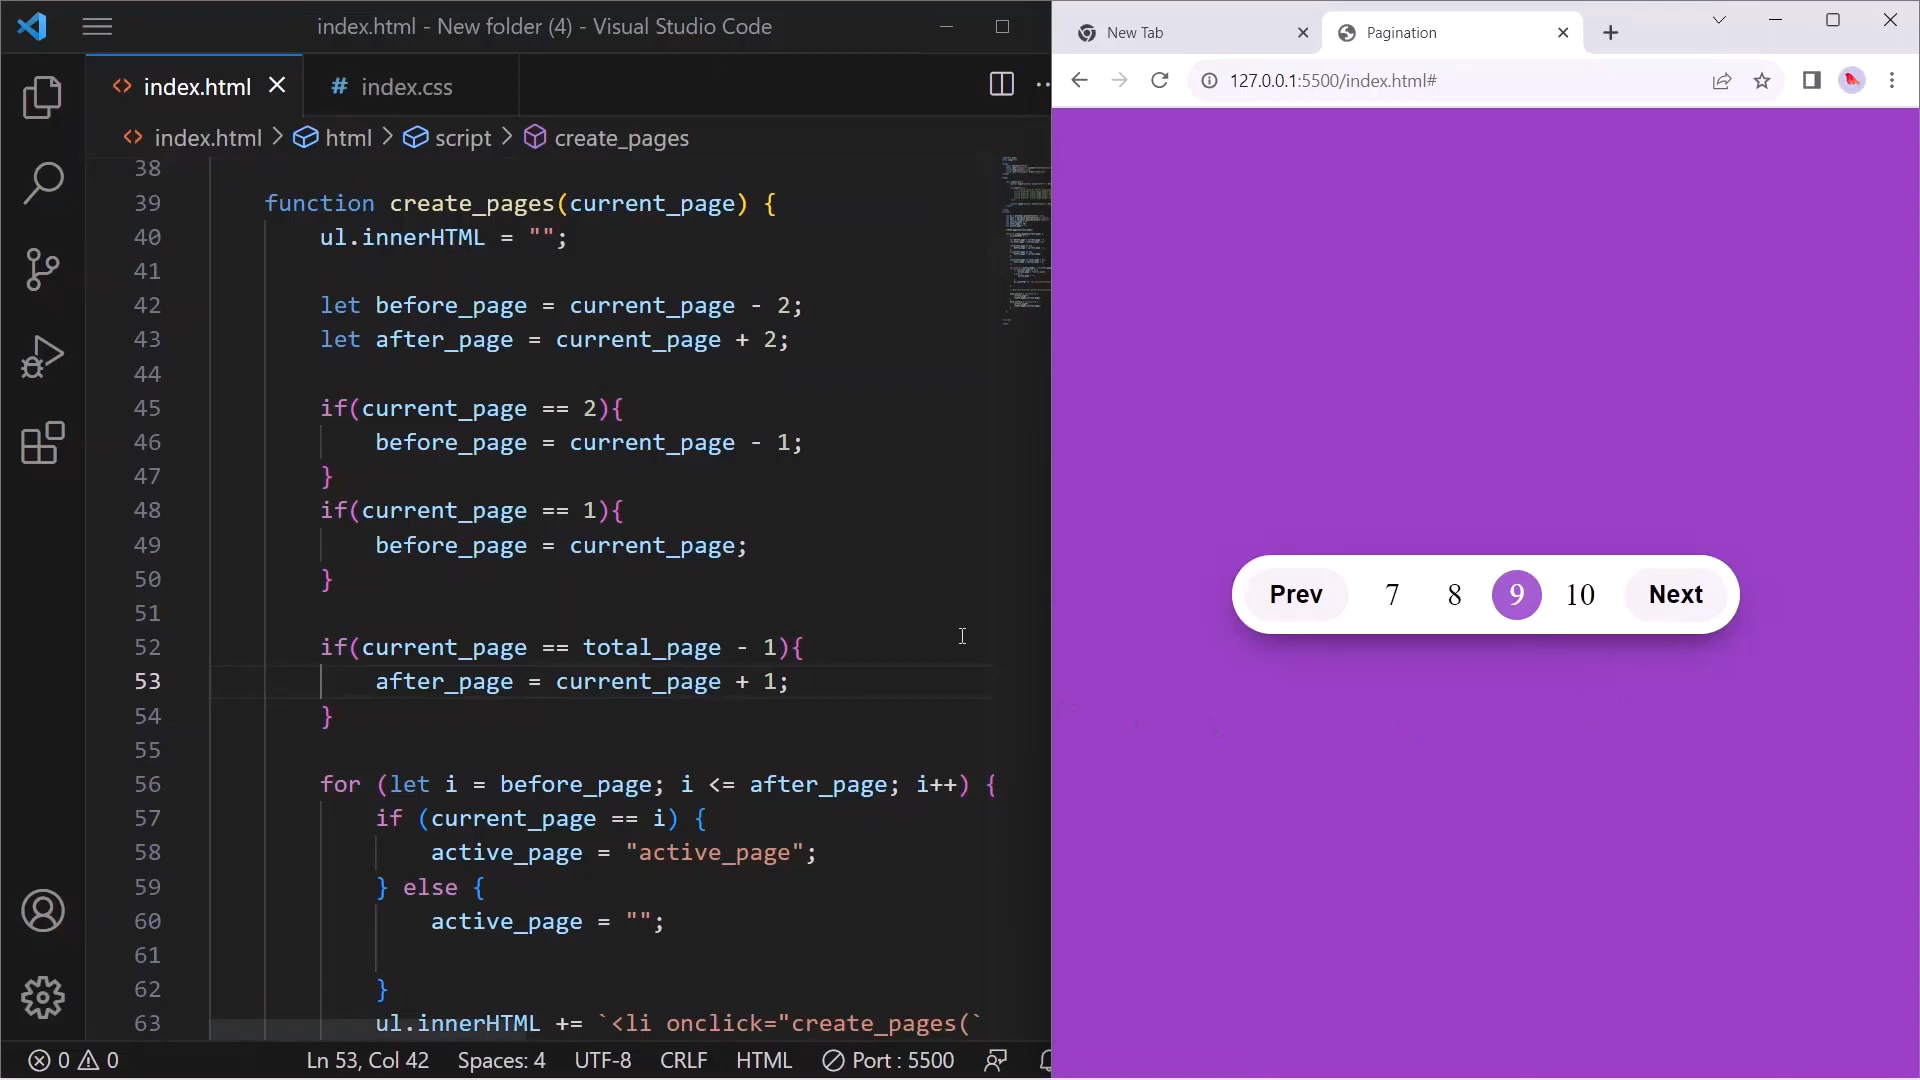 index.html - New folder (4) - Visual Studio Code
index.html
# index.css
index.html > html > script > create_pages
38
39 function create_pages(current_page) {
40 ul.innerHTML = "";
41
42 let before_page = current_page - 2;
43 let after_page = current_page + 2;
44
45 if(current_page == 2){
46 before_page = current_page - 1;
47 }
48 if(current_page == 1){
49 before_page = current_page;
50 }
51
52 if(current_page == total_page - 1){
53 after_page = current_page + 1;
54 }
55
56 for (let i = before_page; i <= after_page; i++) {
57 if (current_page == i) {
58 active_page = "active_page";
59 } else {
60 active_page = "";
61
62 }
63 ul.innerHTML += `<li onclick="create_pages(`
0 0 Ln 53, Col 42 Spaces: 4 UTF-8 CRLF HTML Port : 5500
New Tab
Pagination
127.0.0.1:5500/index.html#
Prev 7 8 9 10 Next